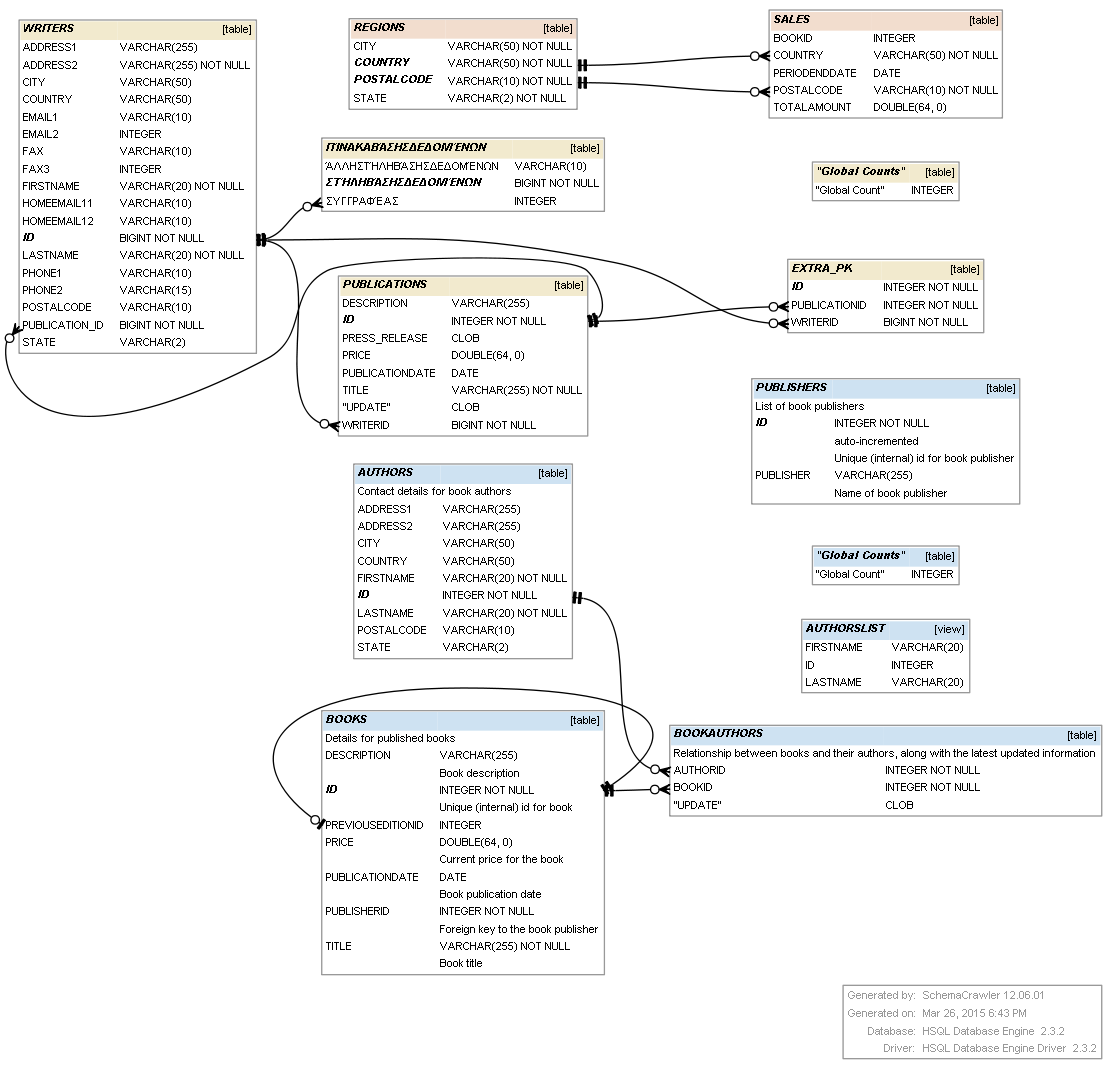 WRITERS [table]
ADDRESS1 VARCHAR(255)
ADDRESS2 VARCHAR(255) NOT NULL
CITY VARCHAR(50)
COUNTRY VARCHAR(50)
EMAIL1 VARCHAR(10)
EMAIL2 INTEGER
FAX VARCHAR(10)
FAX3 INTEGER
FIRSTNAME VARCHAR(20) NOT NULL
HOMEEMAIL11 VARCHAR(10)
HOMEEMAIL12 VARCHAR(10)
ID BIGINT NOT NULL
LASTNAME VARCHAR(20) NOT NULL
PHONE1 VARCHAR(10)
PHONE2 VARCHAR(15)
POSTALCODE VARCHAR(10)
PUBLICATION_ID BIGINT NOT NULL
STATE VARCHAR(2)
REGIONS [table]
CITY VARCHAR(50) NOT NULL
COUNTRY VARCHAR(50) NOT NULL
POSTALCODE VARCHAR(10) NOT NULL
STATE VARCHAR(2) NOT NULL
SALES [table]
BOOKID INTEGER
COUNTRY VARCHAR(50) NOT NULL
PERIODENDDATE DATE
POSTALCODE VARCHAR(10) NOT NULL
TOTALAMOUNT DOUBLE(64, 0)
ΠΊΝΑΚΑΒΆΣΗΣΔΕΔΟΜΈΝΩΝ [table]
ΆΛΛΗΣΤΉΛΗΒΆΣΗΣΔΕΔΟΜΈΝΩΝ VARCHAR(10)
ΣΤΉΛΗΒΆΣΗΣΔΕΔΟΜΈΝΩΝ BIGINT NOT NULL
ΣΥΓΓΡΑΦΈΑΣ INTEGER
"Global Counts" [table]
"Global Count" INTEGER
PUBLICATIONS [table]
DESCRIPTION VARCHAR(255)
ID INTEGER NOT NULL
PRESS_RELEASE CLOB
PRICE DOUBLE(64, 0)
PUBLICATIONDATE DATE
TITLE VARCHAR(255) NOT NULL
"UPDATE" CLOB
WRITERID BIGINT NOT NULL
EXTRA_PK [table]
ID INTEGER NOT NULL
PUBLICATIONID INTEGER NOT NULL
WRITERID BIGINT NOT NULL
PUBLISHERS [table]
List of book publishers
ID INTEGER NOT NULL
auto-incremented
Unique (internal) id for book publisher
PUBLISHER VARCHAR(255)
Name of book publisher
AUTHORS [table]
Contact details for book authors
ADDRESS1 VARCHAR(255)
ADDRESS2 VARCHAR(255)
CITY VARCHAR(50)
COUNTRY VARCHAR(50)
FIRSTNAME VARCHAR(20) NOT NULL
ID INTEGER NOT NULL
LASTNAME VARCHAR(20) NOT NULL
POSTALCODE VARCHAR(10)
STATE VARCHAR(2)
"Global Counts" [table]
"Global Count" INTEGER
AUTHORSLIST [view]
FIRSTNAME VARCHAR(20)
ID INTEGER
LASTNAME VARCHAR(20)
BOOKS [table]
Details for published books
DESCRIPTION VARCHAR(255)
Book description
ID INTEGER NOT NULL
Unique (internal) id for book
PREVIOUSEDITIONID INTEGER
PRICE DOUBLE(64, 0)
Current price for the book
PUBLICATIONDATE DATE
Book publication date
PUBLISHERID INTEGER NOT NULL
Foreign key to the book publisher
TITLE VARCHAR(255) NOT NULL
Book title
BOOKAUTHORS [table]
Relationship between books and their authors, along with the latest updated information
AUTHORID INTEGER NOT NULL
BOOKID INTEGER NOT NULL
"UPDATE" CLOB
Generated by: SchemaCrawler 12.06.01
Generated on: Mar 26, 2015 6:43 PM
Database: HSQL Database Engine 2.3.2
Driver: HSQL Database Engine Driver 2.3.2